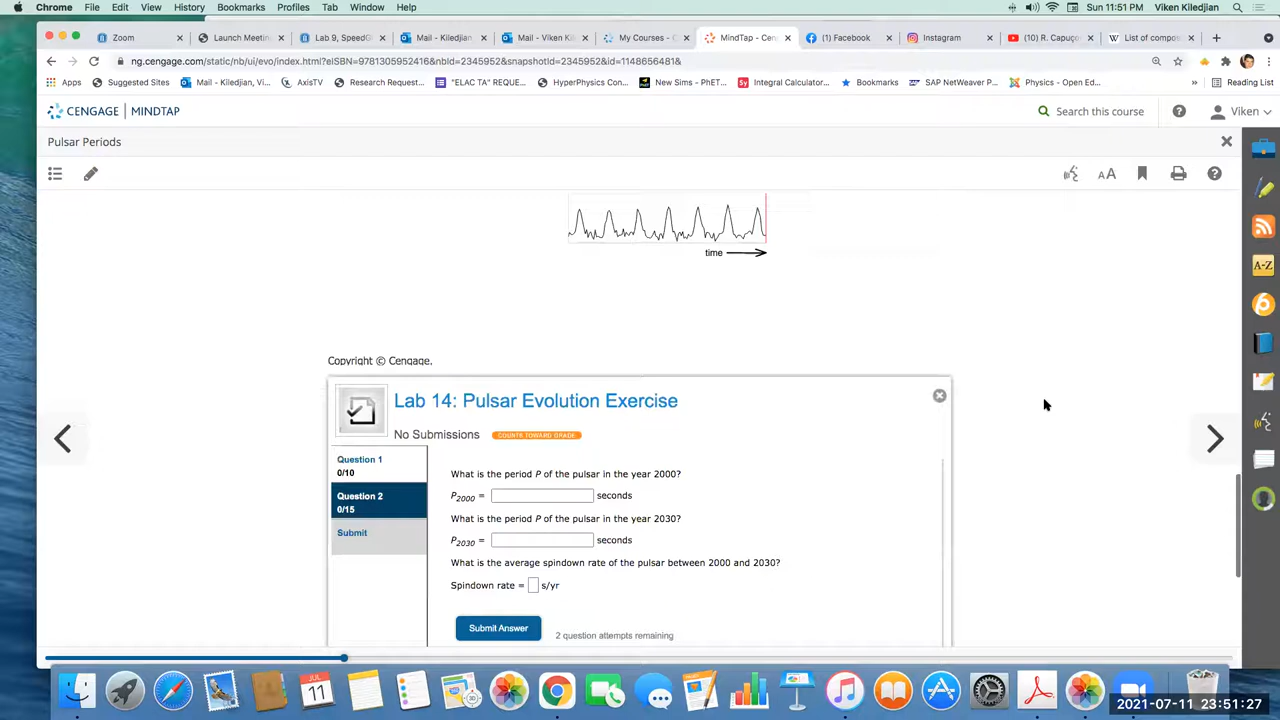 Chrome File Edit View History Bookmarks Profiles Tab Window Help Sun 11:51 PM Viken Kiledjian
Zoom Launch Meetin Lab 9, SpeedG Mail - Kiledjian, Mail - Viken K My Courses - C MindTap - Cen (1) Facebook Instagram (10) R. Capuço List of compos
ng.cengage.com/static/nb/ui/evo/index.html?eISBN=9781305952416&nbId=2345952&snapshotId=2345952&id=1148656481&
Apps Suggested Sites Mail - Kiledjian, Vi... AxisTV Research Request... "ELAC TA" REQUE... HyperPhysics Con... New Sims - PhET... Sy Integral Calculator... Bookmarks SAP NetWeaver P... Physics - Open Ed... » Reading List
CENGAGE | MINDTAP Search this course Viken
Pulsar Periods
AA
A-Z
time
Copyright © Cengage.
Lab 14: Pulsar Evolution Exercise
No Submissions COUNTS TOWARD GRADE
Question 1
0/10
Question 2
0/15
Submit
What is the period P of the pulsar in the year 2000?
P2000 = seconds
What is the period P of the pulsar in the year 2030?
P2030 = seconds
What is the average spindown rate of the pulsar between 2000 and 2030?
Spindown rate = s/yr
Submit Answer 2 question attempts remaining
JUL
11
2021-07-11 23:51:27